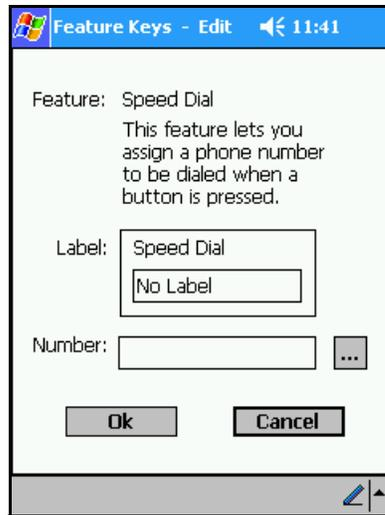 Feature Keys - Edit 11:41
Feature: Speed Dial
This feature lets you
assign a phone number
to be dialed when a
button is pressed.
Label: Speed Dial
No Label
Number: ...
Ok Cancel